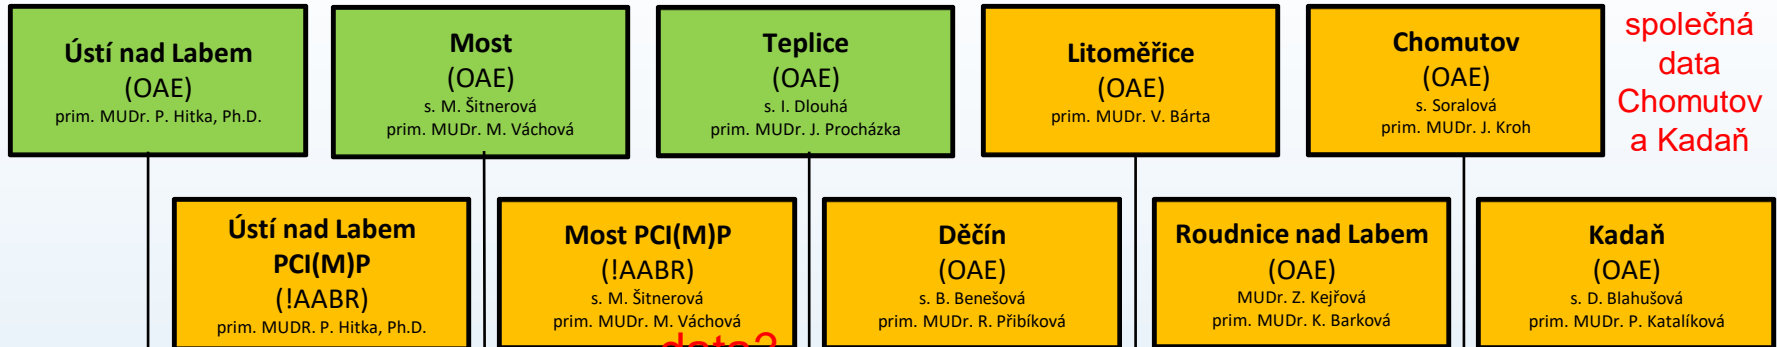 Ústí nad Labem
(OAE)
prim. MUDr. P. Hitka, Ph.D.
Most
(OAE)
s. M. Šitnerová
prim. MUDr. M. Váchová
Teplice
(OAE)
s. I. Dlouhá
prim. MUDr. J. Procházka
Litoměřice
(OAE)
prim. MUDr. V. Bárta
Chomutov
(OAE)
s. Soralová
prim. MUDr. J. Kroh
společná
data
Chomutov
a Kadaň
Ústí nad Labem
PCI(M)P
(!AABR)
prim. MUDR. P. Hitka, Ph.D.
Most PCI(M)P
(!AABR)
s. M. Šitnerová
prim. MUDr. M. Váchová
data?
Děčín
(OAE)
s. B. Benešová
prim. MUDr. R. Přibíková
Roudnice nad Labem
(OAE)
MUDr. Z. Kejřová
prim. MUDr. K. Barková
Kadaň
(OAE)
s. D. Blahušová
prim. MUDr. P. Katalíková